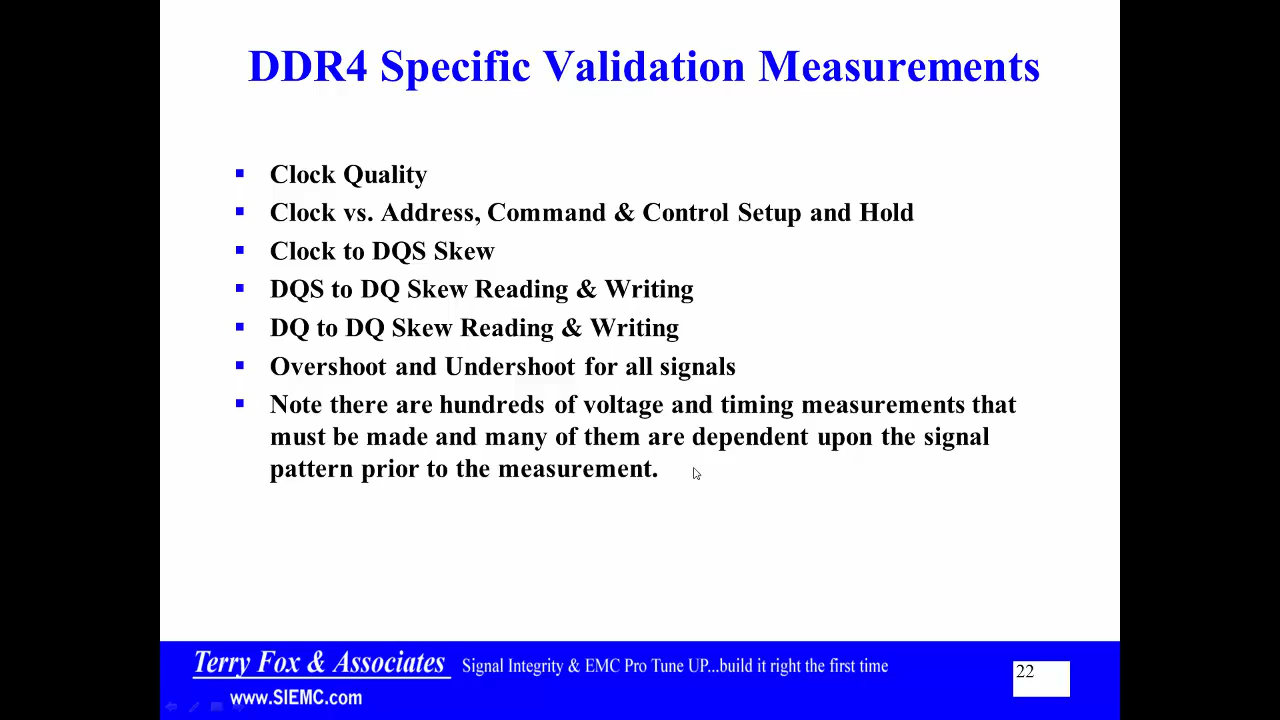 DDR4 Specific Validation Measurements
Clock Quality
Clock vs. Address, Command & Control Setup and Hold
Clock to DQS Skew
DQS to DQ Skew Reading & Writing
DQ to DQ Skew Reading & Writing
Overshoot and Undershoot for all signals
Note there are hundreds of voltage and timing measurements that
must be made and many of them are dependent upon the signal
pattern prior to the measurement.
Terry Fox & Associates Signal Integrity & EMC Pro Tune UP...build it right the first time
22
www.SIEMC.com